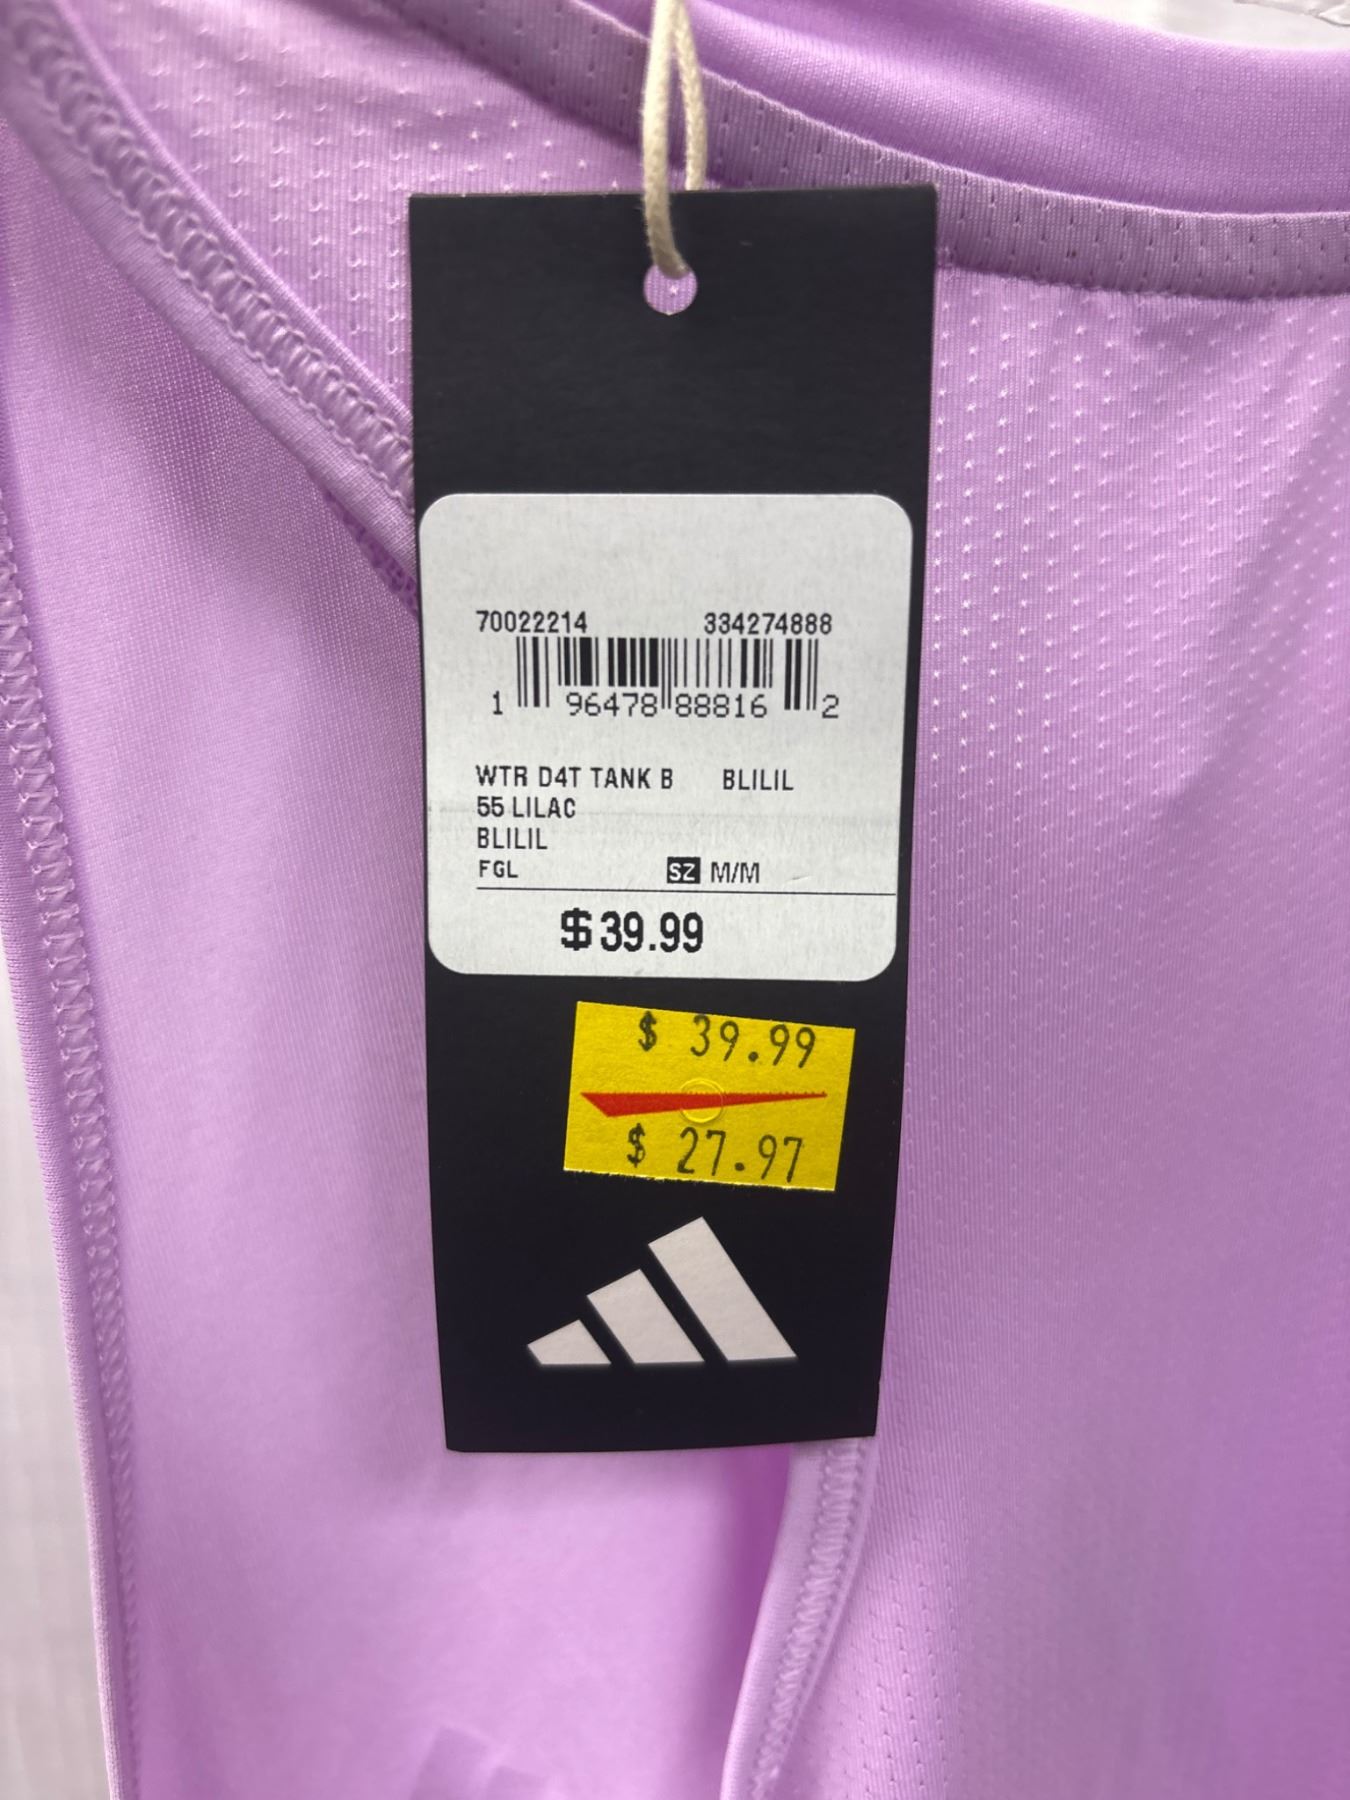 70022214 334274888
1 96478 88816 2
WTR D4T TANK B BLILIL
55 LILAC
BLILIL
FGL SZ M/M
$39.99
$ 39.99
$ 27.97